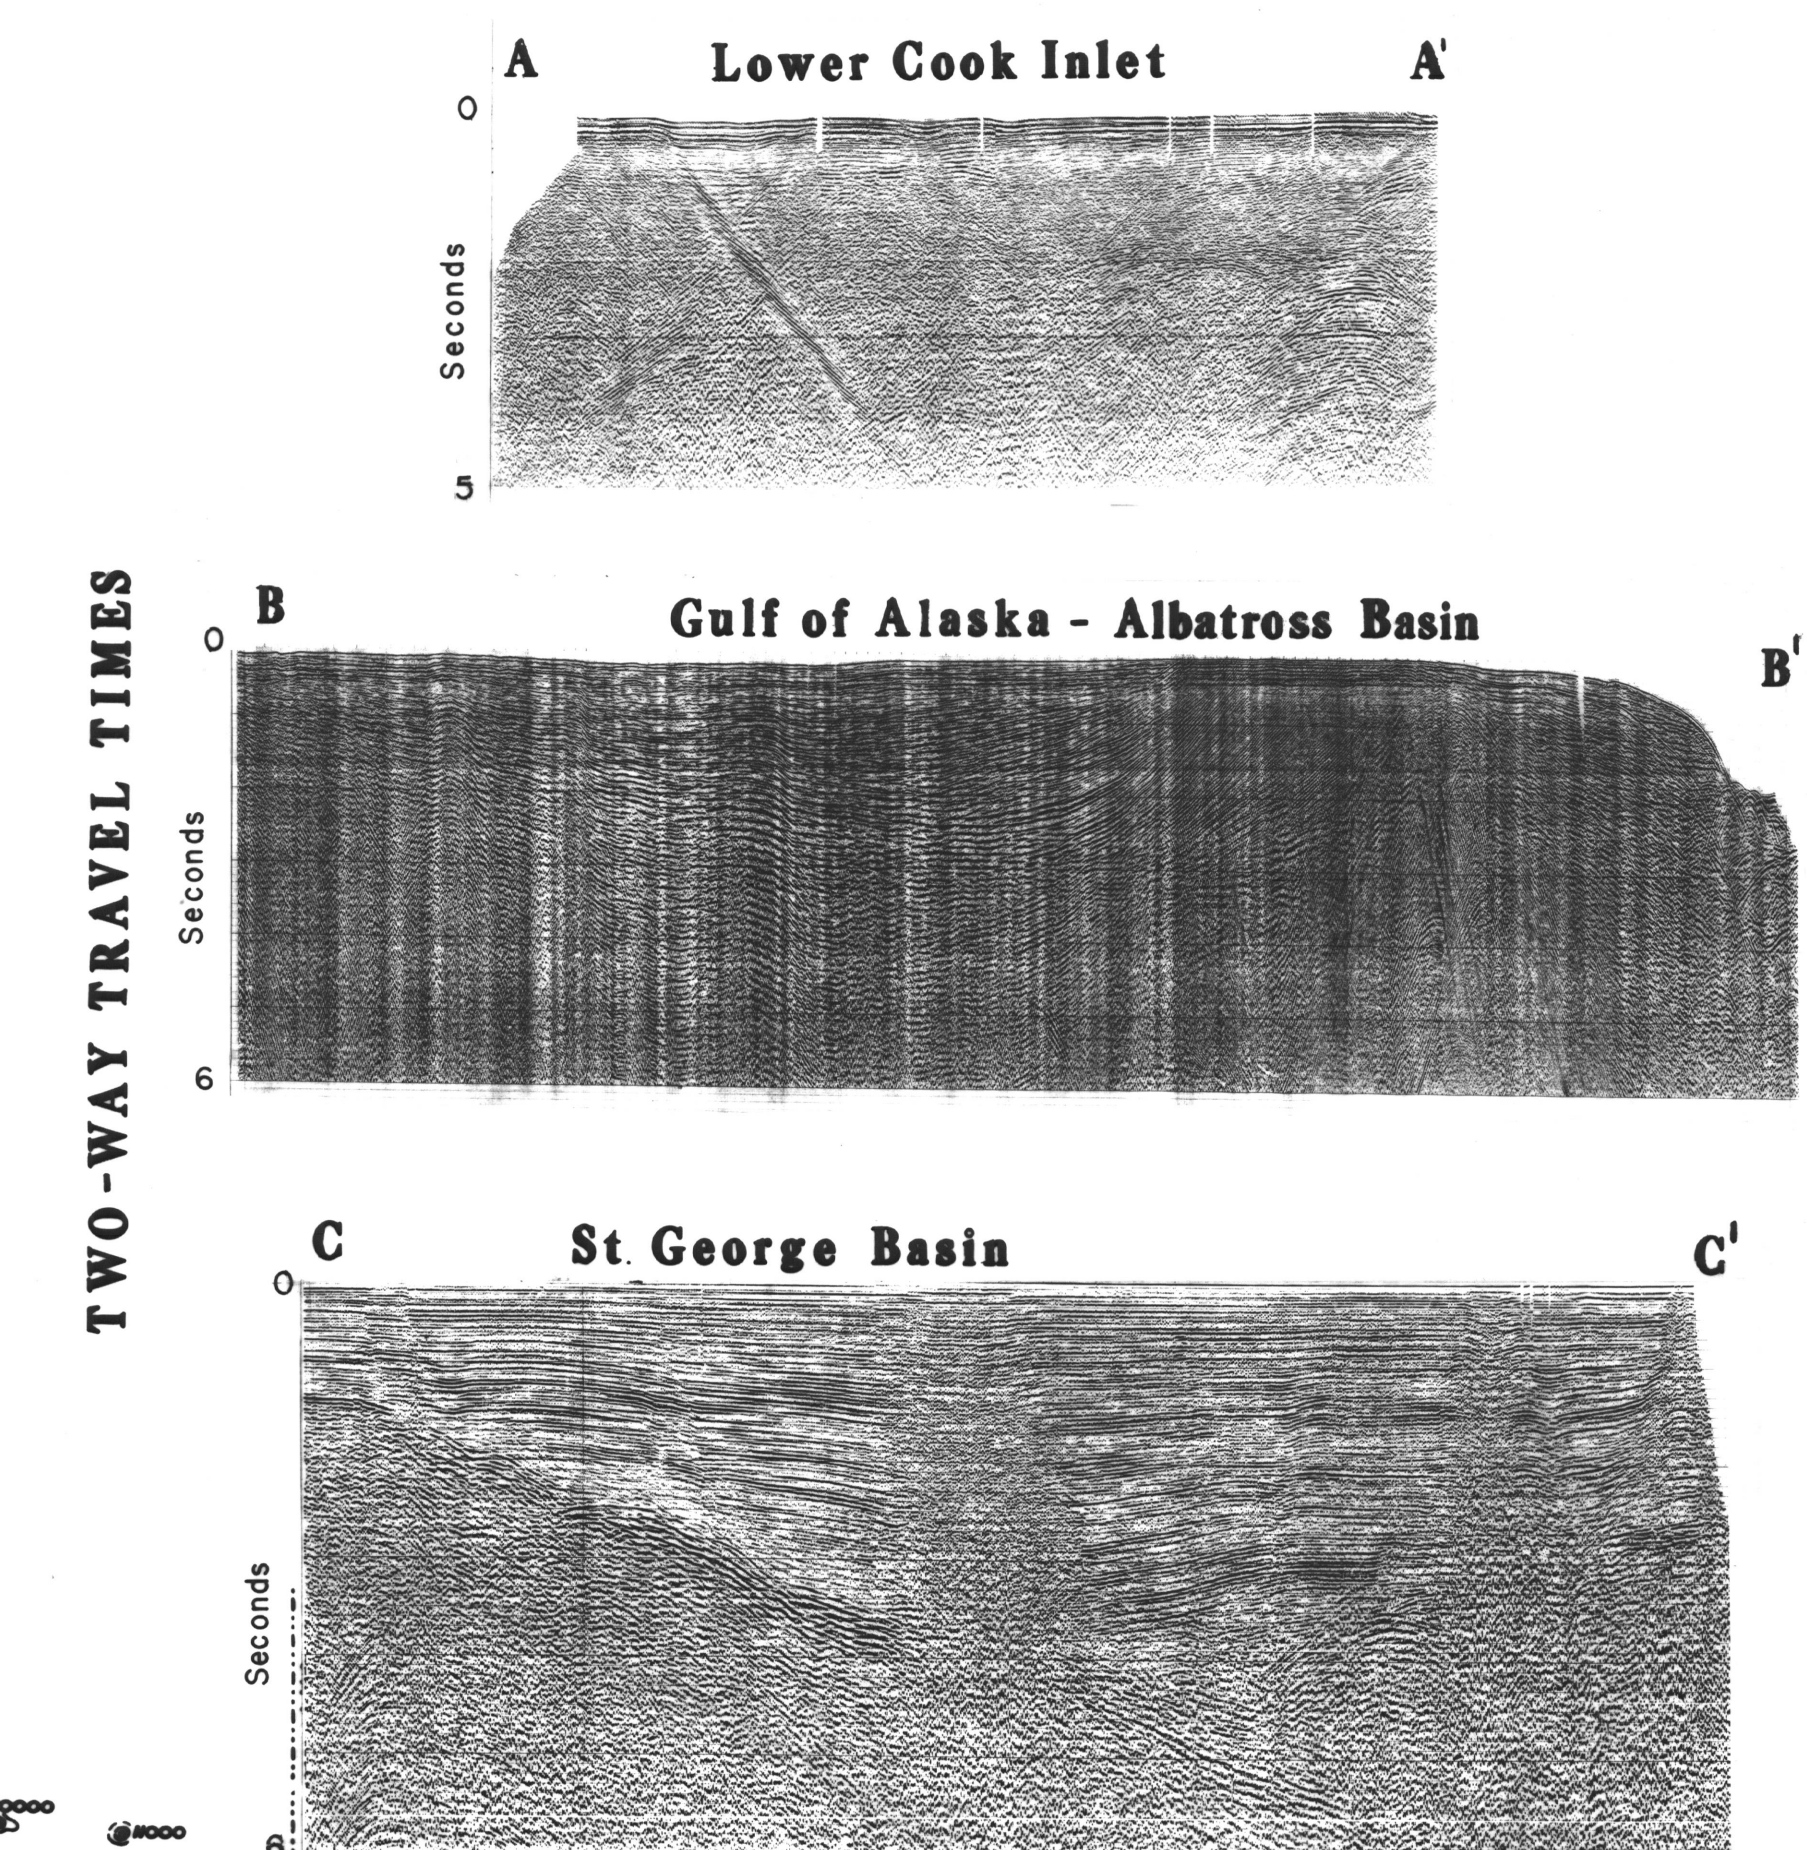 A Lower Cook Inlet A'
0
Seconds
5
TWO-WAY TRAVEL TIMES
B Gulf of Alaska - Albatross Basin B'
0
Seconds
6
C St. George Basin C'
0
Seconds